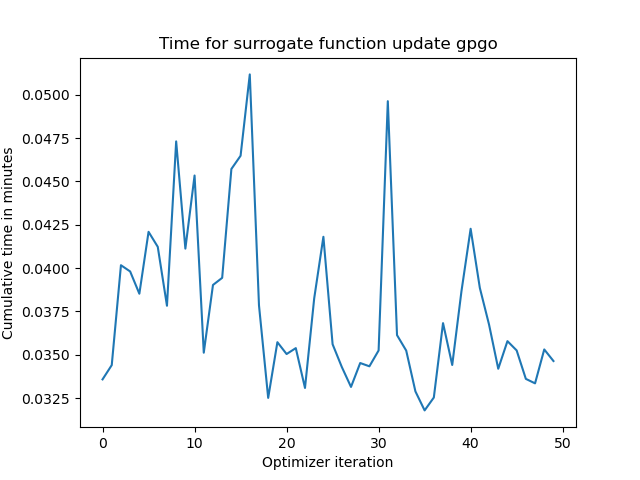 Time for surrogate function update gpgo
Cumulative time in minutes
0.0500
0.0475
0.0450
0.0425
0.0400
0.0375
0.0350
0.0325
0 10 20 30 40 50
Optimizer iteration